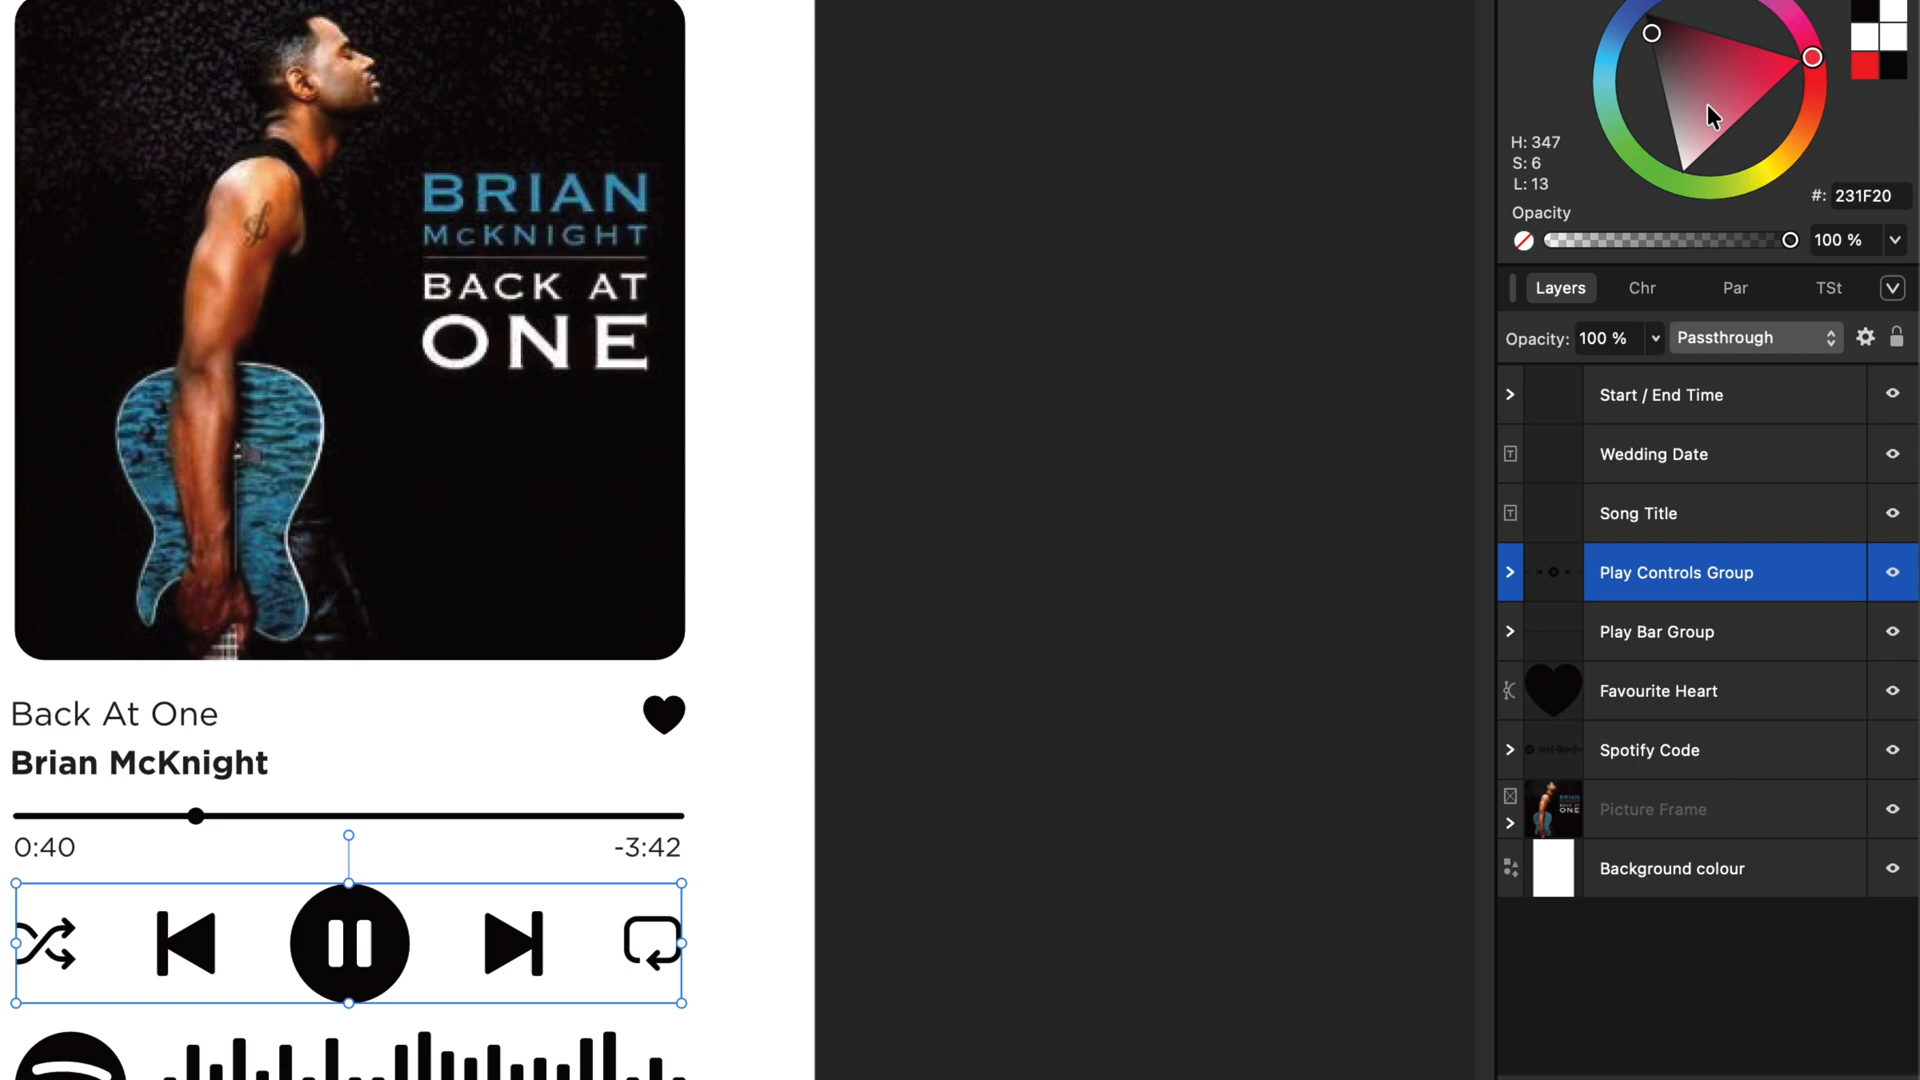 BRIAN
McKNIGHT
BACK AT
ONE
Back At One
Brian McKnight
0:40
-3:42
H: 347
S: 6
L: 13
#: 231F20
Opacity
100 %
Layers
Chr
Par
TSt
Opacity: 100 %
Passthrough
Start / End Time
Wedding Date
Song Title
Play Controls Group
Play Bar Group
Favourite Heart
Spotify Code
Picture Frame
Background colour